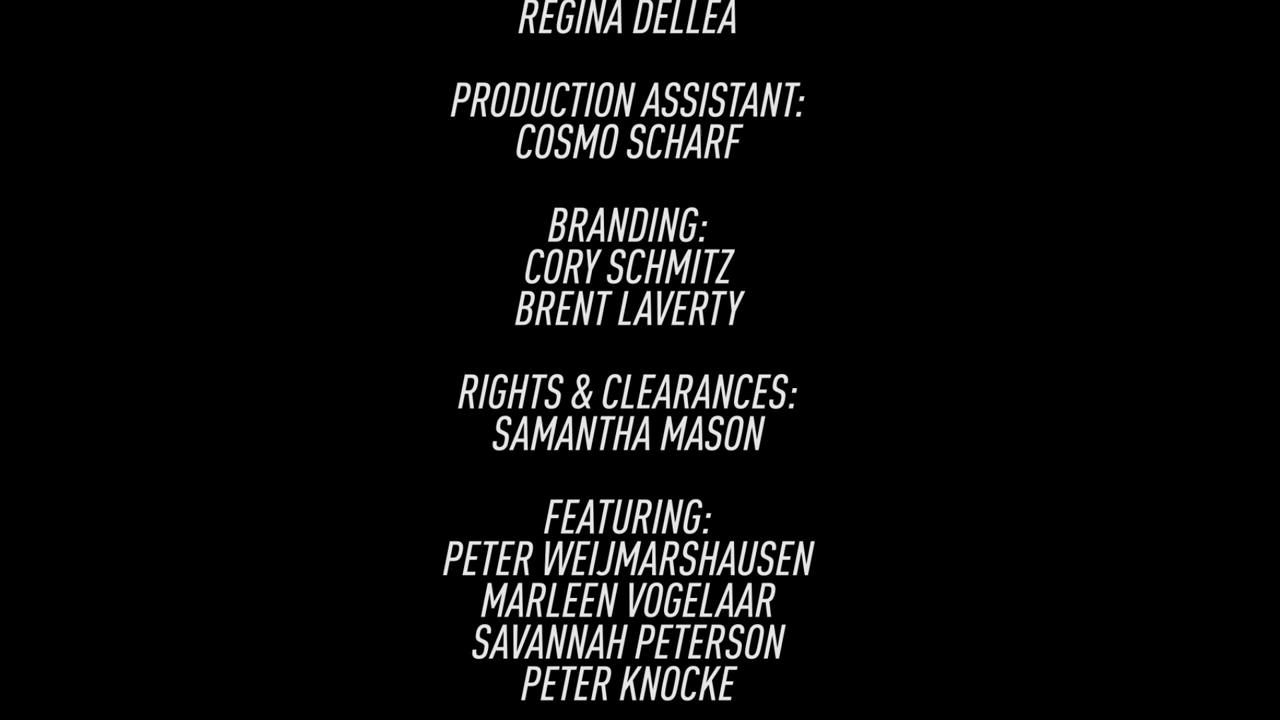 REGINA DELLEA
PRODUCTION ASSISTANT:
COSMO SCHARF
BRANDING:
CORY SCHMITZ
BRENT LAVERTY
RIGHTS & CLEARANCES:
SAMANTHA MASON
FEATURING:
PETER WEIJMARSHAUSEN
MARLEEN VOGELAAR
SAVANNAH PETERSON
PETER KNOCKE